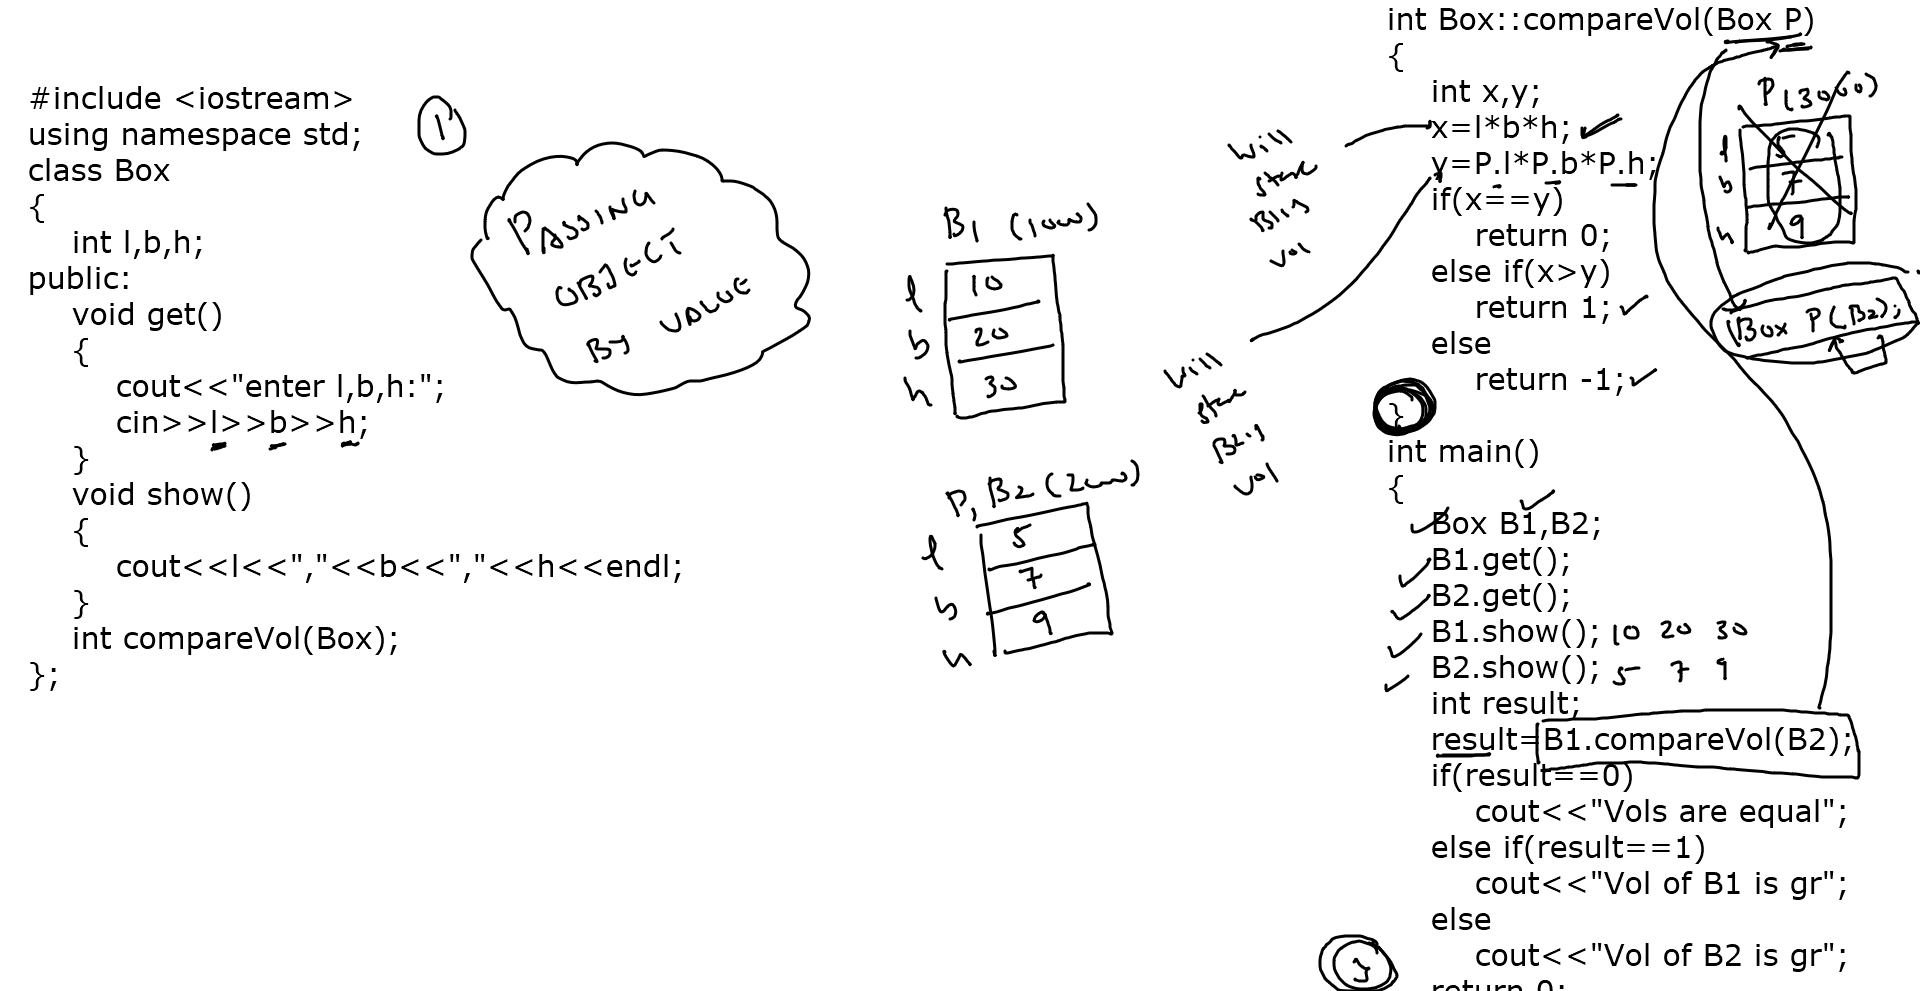 #include <iostream>
using namespace std;
class Box
{
int l,b,h;
public:
void get()
{
cout<<"enter l,b,h:";
cin>>l>>b>>h;
}
void show()
{
cout<<l<<","<<b<<","<<h<<endl;
}
int compareVol(Box);
};
PASSING
OBJECT
By VALUE
B1
l 10
b 20
h 30
P, B2
l 5
b 7
h 9
Will
store
B1's
vol
Will
store
B2's
vol
int Box::compareVol(Box P)
{
int x,y;
x=l*b*h;
y=P.l*P.b*P.h;
if(x==y)
return 0;
else if(x>y)
return 1;
else
return -1;
}
P(3000)
l 5
b 7
h 9
Box P(B2);
int main()
{
Box B1,B2;
B1.get();
B2.get();
B1.show(); 10 20 30
B2.show(); 5 7 9
int result;
result=B1.compareVol(B2);
if(result==0)
cout<<"Vols are equal";
else if(result==1)
cout<<"Vol of B1 is gr";
else
cout<<"Vol of B2 is gr";
return 0;
}